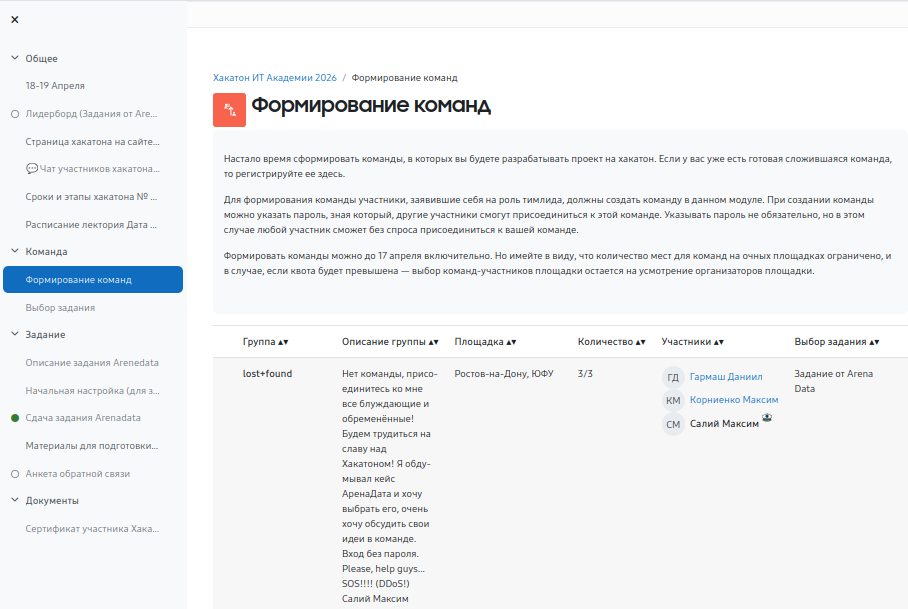 ×
Общее
18-19 Апреля
Лидерборд (Задания от Are...
Страница хакатона на сайте...
Чат участников хакатона...
Сроки и этапы хакатона № ...
Расписание лектория Дата ...
Команда
Формирование команд
Выбор задания
Задание
Описание задания Arenedata
Начальная настройка (для з...
Сдача задания Arenadata
Материалы для подготовки...
Анкета обратной связи
Документы
Сертификат участника Хака...
Хакатон ИТ Академии 2026 / Формирование команд
Формирование команд
Настало время сформировать команды, в которых вы будете разрабатывать проект на хакатон. Если у вас уже есть готовая сложившаяся команда,
то регистрируйте ее здесь.
Для формирования команды участники, заявившие себя на роль тимлида, должны создать команду в данном модуле. При создании команды
можно указать пароль, зная который, другие участники смогут присоединиться к этой команде. Указывать пароль не обязательно, но в этом
случае любой участник сможет без спроса присоединиться к вашей команде.
Формировать команды можно до 17 апреля включительно. Но имейте в виду, что количество мест для команд на очных площадках ограничено, и
в случае, если квота будет превышена — выбор команд-участников площадки остается на усмотрение организаторов площадки.
Группа ▲▼ Описание группы ▲▼ Площадка ▲▼ Количество ▲▼ Участники ▲▼ Выбор задания ▲▼
lost+found
Нет команды, присо-
единитесь ко мне
все блуждающие и
обременённые!
Будем трудиться на
славу над
Хакатоном! Я обду-
мывал кейс
АренаДата и хочу
выбрать его, очень
хочу обсудить свои
идеи в команде.
Вход без пароля.
Please, help guys...
SOS!!!! (DDoS!)
Салий Максим
Ростов-на-Дону, ЮФУ
3/3
ГД Гармаш Даниил
КМ Корниенко Максим
СМ Салий Максим
Задание от Arena
Data